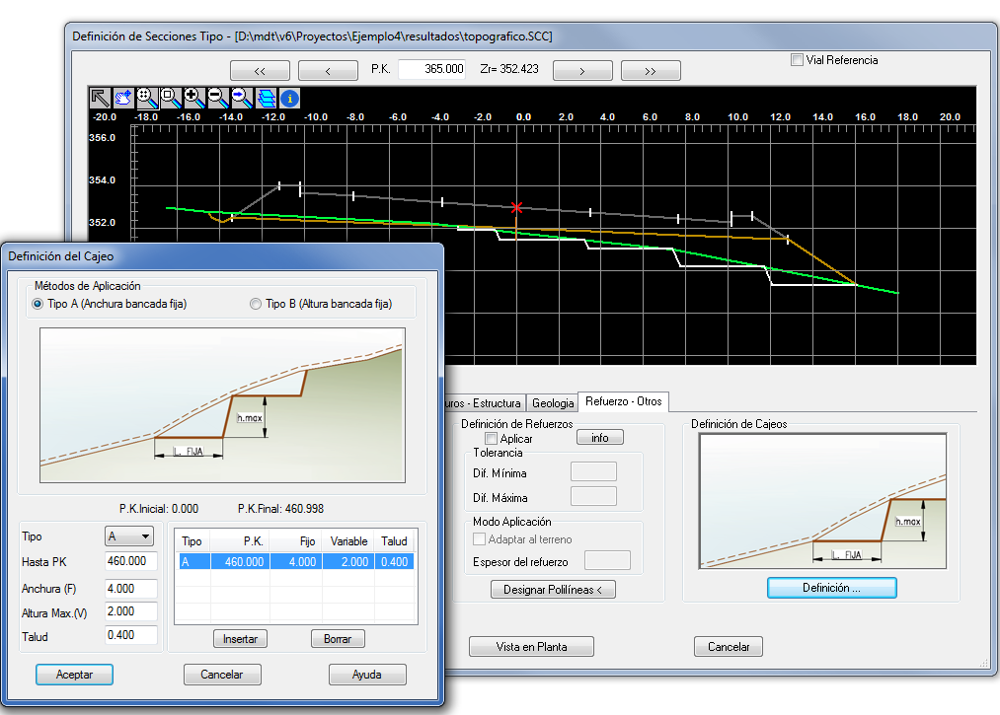 Definición de Secciones Tipo - [D:\mdt\v6\Proyectos\Ejemplo4\resultados\topografico.SCC]
<< < P.K. 365.000 Zr= 352.423 > >> Vial Referencia
-20.0 -18.0 -16.0 -14.0 -12.0 -10.0 -8.0 -6.0 -4.0 -2.0 0.0 2.0 4.0 6.0 8.0 10.0 12.0 14.0 16.0 18.0 20.0
356.0
354.0
352.0
Definición del Cajeo
Métodos de Aplicación
Tipo A (Anchura bancada fija) Tipo B (Altura bancada fija)
h.max
L. FIJA
P.K.Inicial: 0.000 P.K.Final: 460.998
Tipo A
Hasta PK 460.000
Anchura (F) 4.000
Altura Max.(V) 2.000
Talud 0.400
Tipo P.K. Fijo Variable Talud
A 460.000 4.000 2.000 0.400
Insertar Borrar
Aceptar Cancelar Ayuda
uros - Estructura Geologia Refuerzo - Otros
Definición de Refuerzos
Aplicar info
Tolerancia
Dif. Mínima
Dif. Máxima
Modo Aplicación
Adaptar al terreno
Espesor del refuerzo
Designar Polilíneas <
Definición de Cajeos
h.max
L. FIJA
Definición ...
Vista en Planta Cancelar